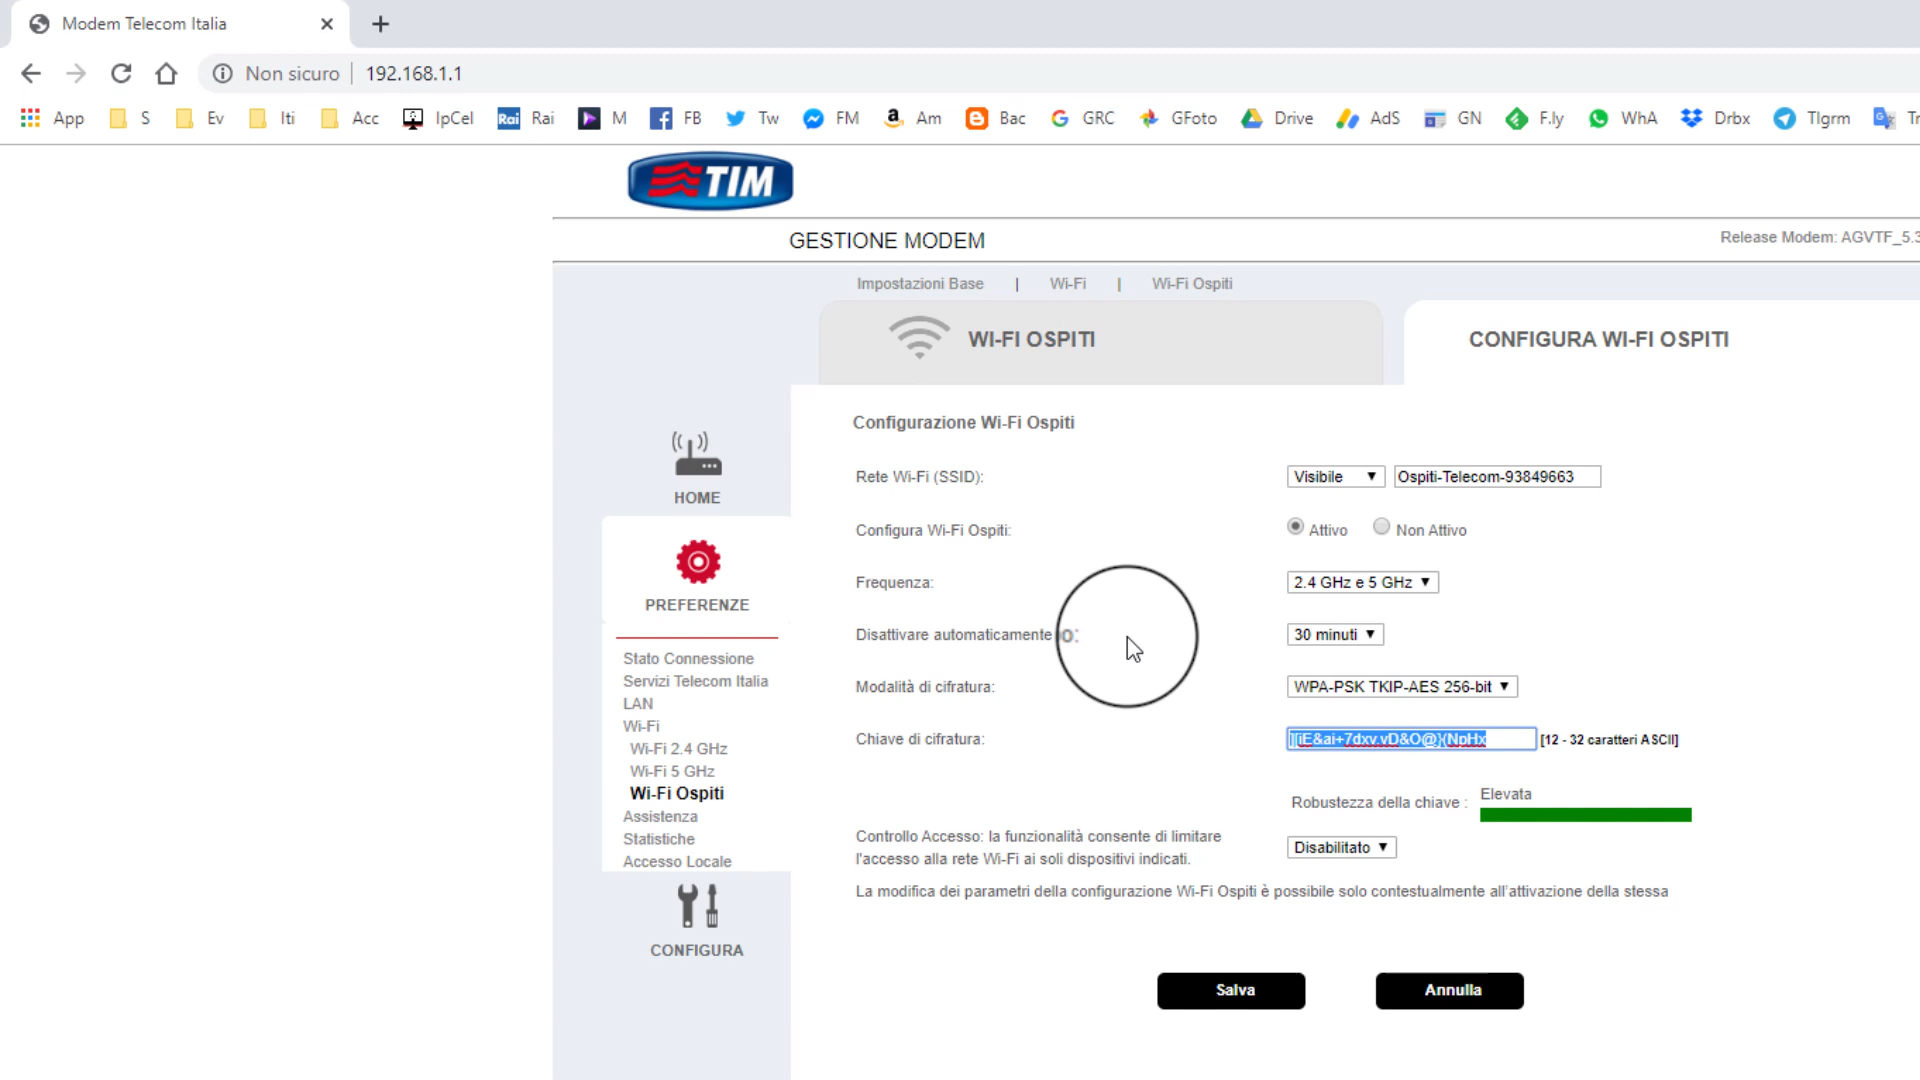 Modem Telecom Italia
Non sicuro 192.168.1.1
App S Ev Iti Acc IpCel Rai Rai M FB Tw FM Am Bac GRC GFoto Drive AdS GN F.ly WhA Drbx Tlgrm Tr
TIM
GESTIONE MODEM
Release Modem: AGVTF_5.3
Impostazioni Base | Wi-Fi | Wi-Fi Ospiti
WI-FI OSPITI
CONFIGURA WI-FI OSPITI
Configurazione Wi-Fi Ospiti
Rete Wi-Fi (SSID): Visibile Ospiti-Telecom-93849663
Configura Wi-Fi Ospiti: Attivo Non Attivo
Frequenza: 2.4 GHz e 5 GHz
Disattivare automaticamente 30 minuti
Modalità di cifratura: WPA-PSK TKIP-AES 256-bit
Chiave di cifratura: [12 - 32 caratteri ASCII]
Robustezza della chiave : Elevata
Controllo Accesso: la funzionalità consente di limitare
l'accesso alla rete Wi-Fi ai soli dispositivi indicati.
Disabilitato
La modifica dei parametri della configurazione Wi-Fi Ospiti è possibile solo contestualmente all'attivazione della stessa
Salva
Annulla
HOME
PREFERENZE
Stato Connessione
Servizi Telecom Italia
LAN
Wi-Fi
Wi-Fi 2.4 GHz
Wi-Fi 5 GHz
Wi-Fi Ospiti
Assistenza
Statistiche
Accesso Locale
CONFIGURA